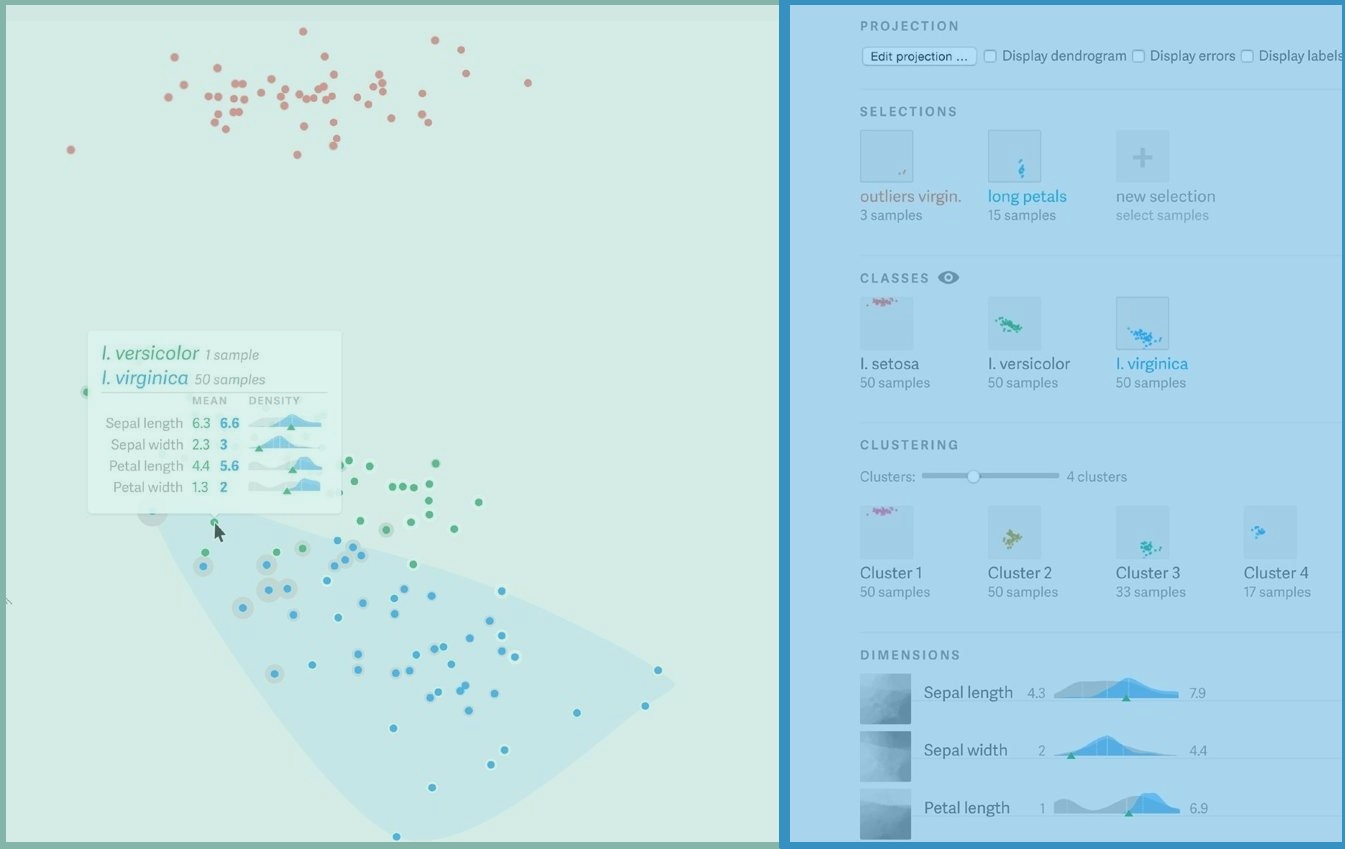 I. versicolor 1 sample
I. virginica 50 samples
MEAN DENSITY
Sepal length 6.3 6.6
Sepal width 2.3 3
Petal length 4.4 5.6
Petal width 1.3 2
PROJECTION
Edit projection ... Display dendrogram Display errors Display labels
SELECTIONS
outliers virgin. long petals new selection
3 samples 15 samples select samples
CLASSES
I. setosa I. versicolor I. virginica
50 samples 50 samples 50 samples
CLUSTERING
Clusters: 4 clusters
Cluster 1 Cluster 2 Cluster 3 Cluster 4
50 samples 50 samples 33 samples 17 samples
DIMENSIONS
Sepal length 4.3 7.9
Sepal width 2 4.4
Petal length 1 6.9